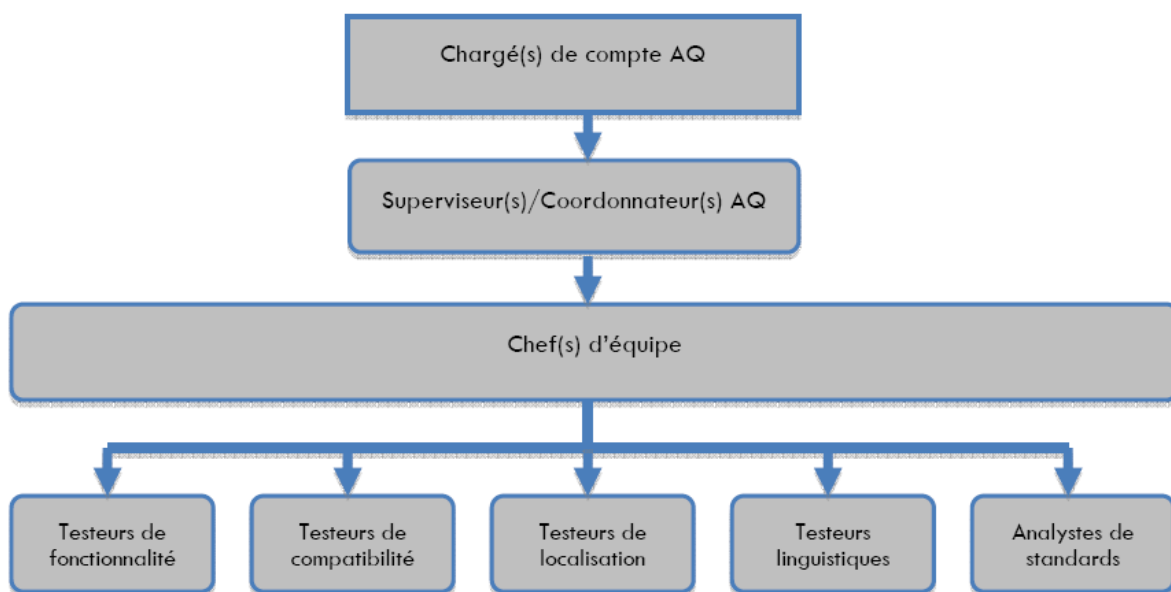 Chargé(s) de compte AQ
Superviseur(s)/Coordonnateur(s) AQ
Chef(s) d'équipe
Testeurs de
fonctionnalité
Testeurs de
compatibilité
Testeurs de
localisation
Testeurs
linguistiques
Analystes de
standards